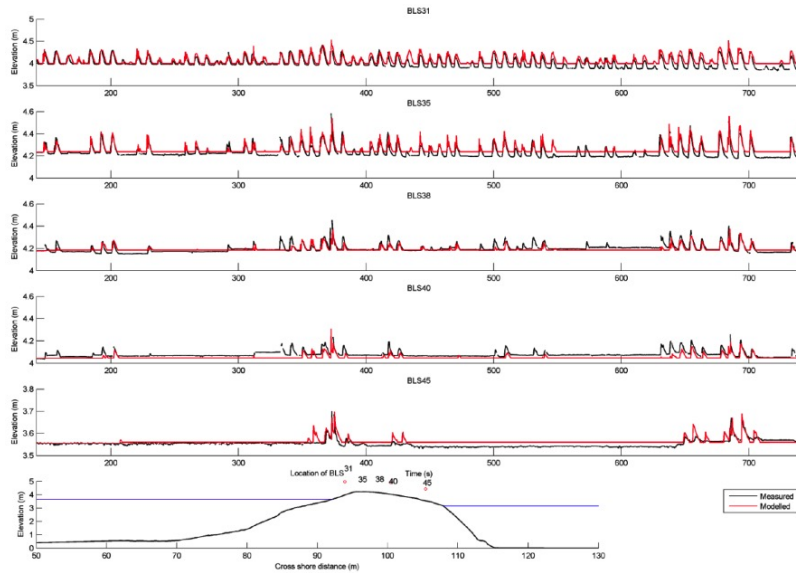 BLS31
Elevation (m)
5
4.5
4
3.5
200 300 400 500 600 700
BLS35
Elevation (m)
4.6
4.4
4.2
4
200 300 400 500 600 700
BLS38
Elevation (m)
4.6
4.4
4.2
4
200 300 400 500 600 700
BLS40
Elevation (m)
4.6
4.4
4.2
4
200 300 400 500 600 700
BLS45
Elevation (m)
3.8
3.7
3.6
3.5
200 300 400 500 600 700
Location of BLS 31 35 38 40 45 Time (s)
Elevation (m)
5
4
3
2
1
0
50 60 70 80 90 100 110 120 130
Cross shore distance (m)
Measured
Modelled